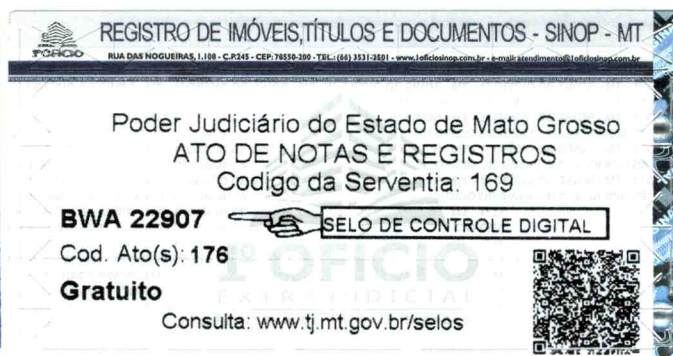 REGISTRO DE IMÓVEIS,TÍTULOS E DOCUMENTOS - SINOP - MT
1º OFÍCIO
RUA DAS NOGUEIRAS, 1.108 - C.P.245 - CEP: 78550-200 - TEL.: (66) 3531-2801 - www.1oficiosinop.com.br - e-mail: atendimento@1oficiosinop.com.br
Poder Judiciário do Estado de Mato Grosso
ATO DE NOTAS E REGISTROS
Codigo da Serventia: 169
BWA 22907
SELO DE CONTROLE DIGITAL
Cod. Ato(s): 176
1º OFÍCIO
Gratuito
EXTRAJUDICIAL
Consulta: www.tj.mt.gov.br/selos